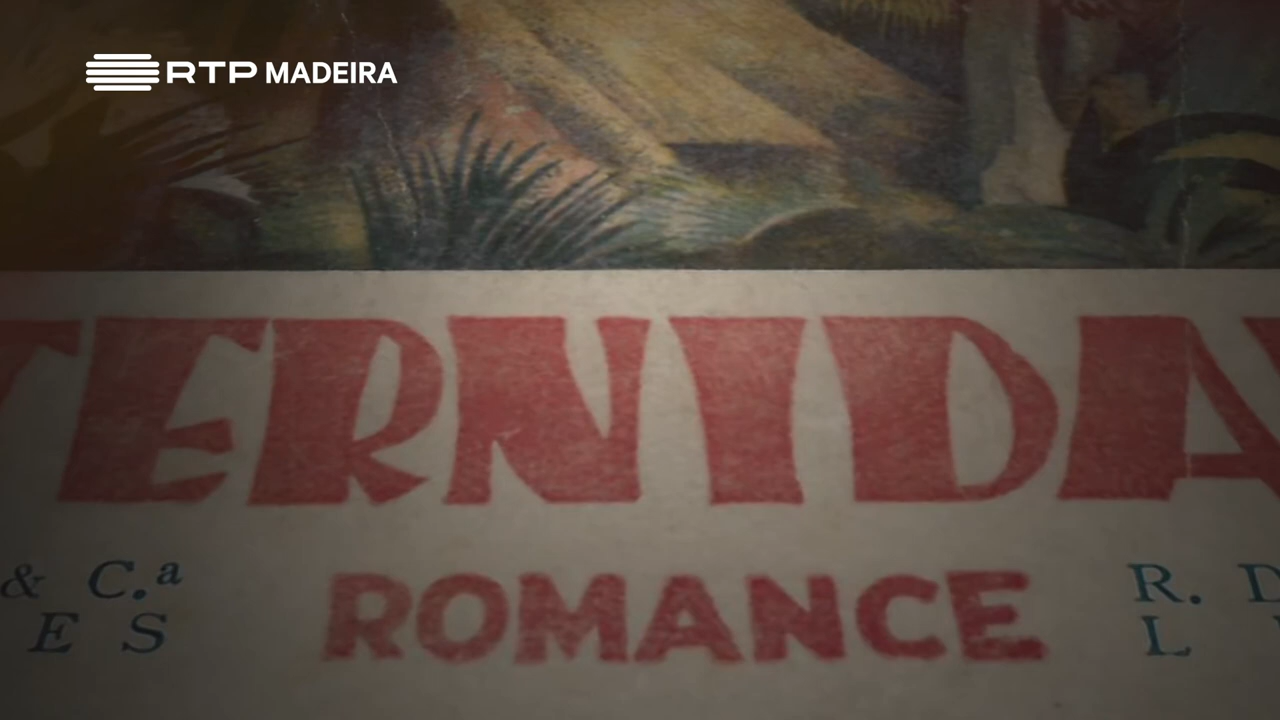 RTP MADEIRA
TERNIDA
& C.ª
E S
ROMANCE
R. D
L